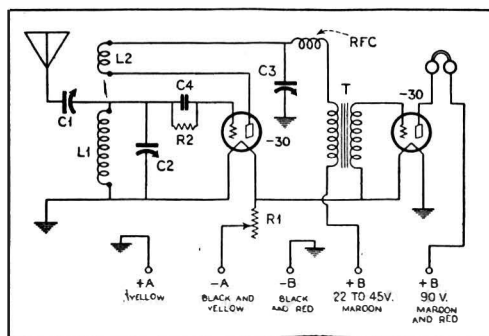 L2
RFC
C3
T
C4
C1
R2
-30
-30
L1
C2
R1
+A
-A
-B
+B
+B
YELLOW
BLACK AND YELLOW
BLACK AND RED
22 TO 45V.
MAROON
90 V.
MAROON AND RED